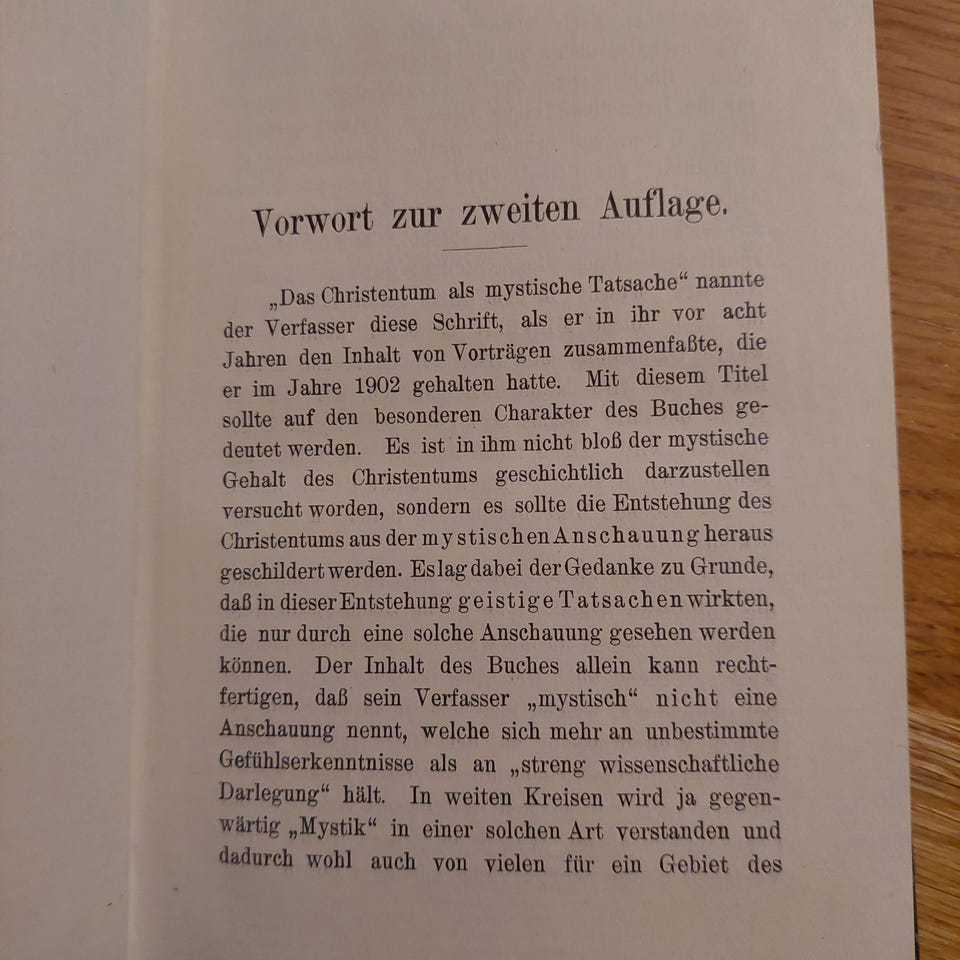 Vorwort zur zweiten Auflage.
„Das Christentum als mystische Tatsache“ nannte
der Verfasser diese Schrift, als er in ihr vor acht
Jahren den Inhalt von Vorträgen zusammenfaßte, die
er im Jahre 1902 gehalten hatte. Mit diesem Titel
sollte auf den besonderen Charakter des Buches ge-
deutet werden. Es ist in ihm nicht bloß der mystische
Gehalt des Christentums geschichtlich darzustellen
versucht worden, sondern es sollte die Entstehung des
Christentums aus der mystischen Anschauung heraus
geschildert werden. Es lag dabei der Gedanke zu Grunde,
daß in dieser Entstehung geistige Tatsachen wirkten,
die nur durch eine solche Anschauung gesehen werden
können. Der Inhalt des Buches allein kann recht-
fertigen, daß sein Verfasser „mystisch“ nicht eine
Anschauung nennt, welche sich mehr an unbestimmte
Gefühlserkenntnisse als an „streng wissenschaftliche
Darlegung“ hält. In weiten Kreisen wird ja gegen-
wärtig „Mystik“ in einer solchen Art verstanden und
dadurch wohl auch von vielen für ein Gebiet des